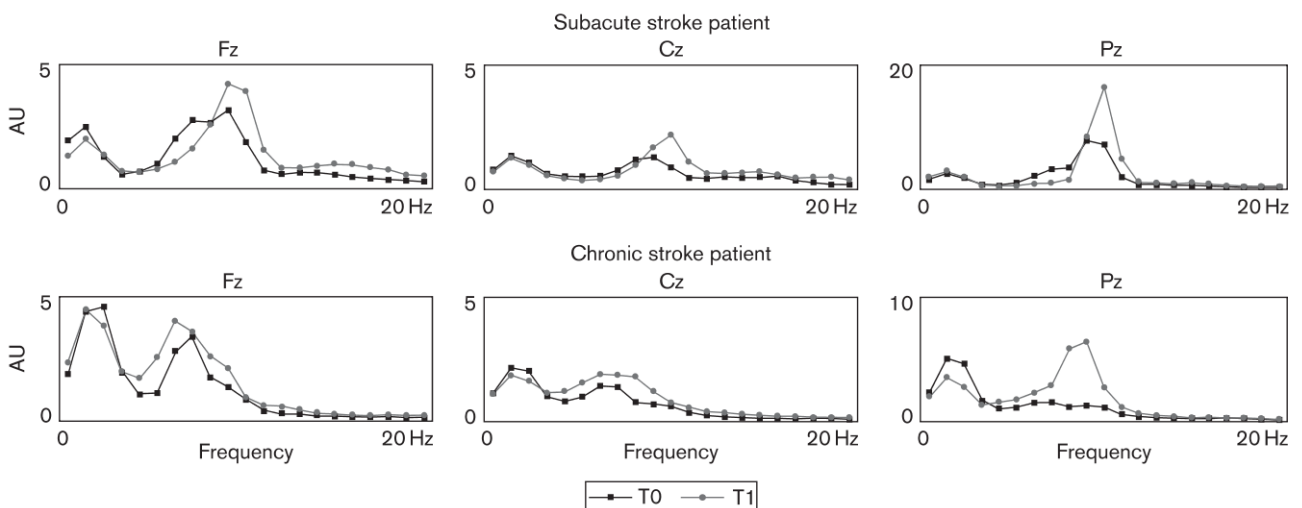 Subacute stroke patient
Fz Cz Pz
5 5 20
AU
0 0 0
0 20 Hz 0 20 Hz 0 20 Hz
Chronic stroke patient
Fz Cz Pz
5 5 10
AU
0 0 0
0 20 Hz 0 20 Hz 0 20 Hz
Frequency Frequency Frequency
T0 T1